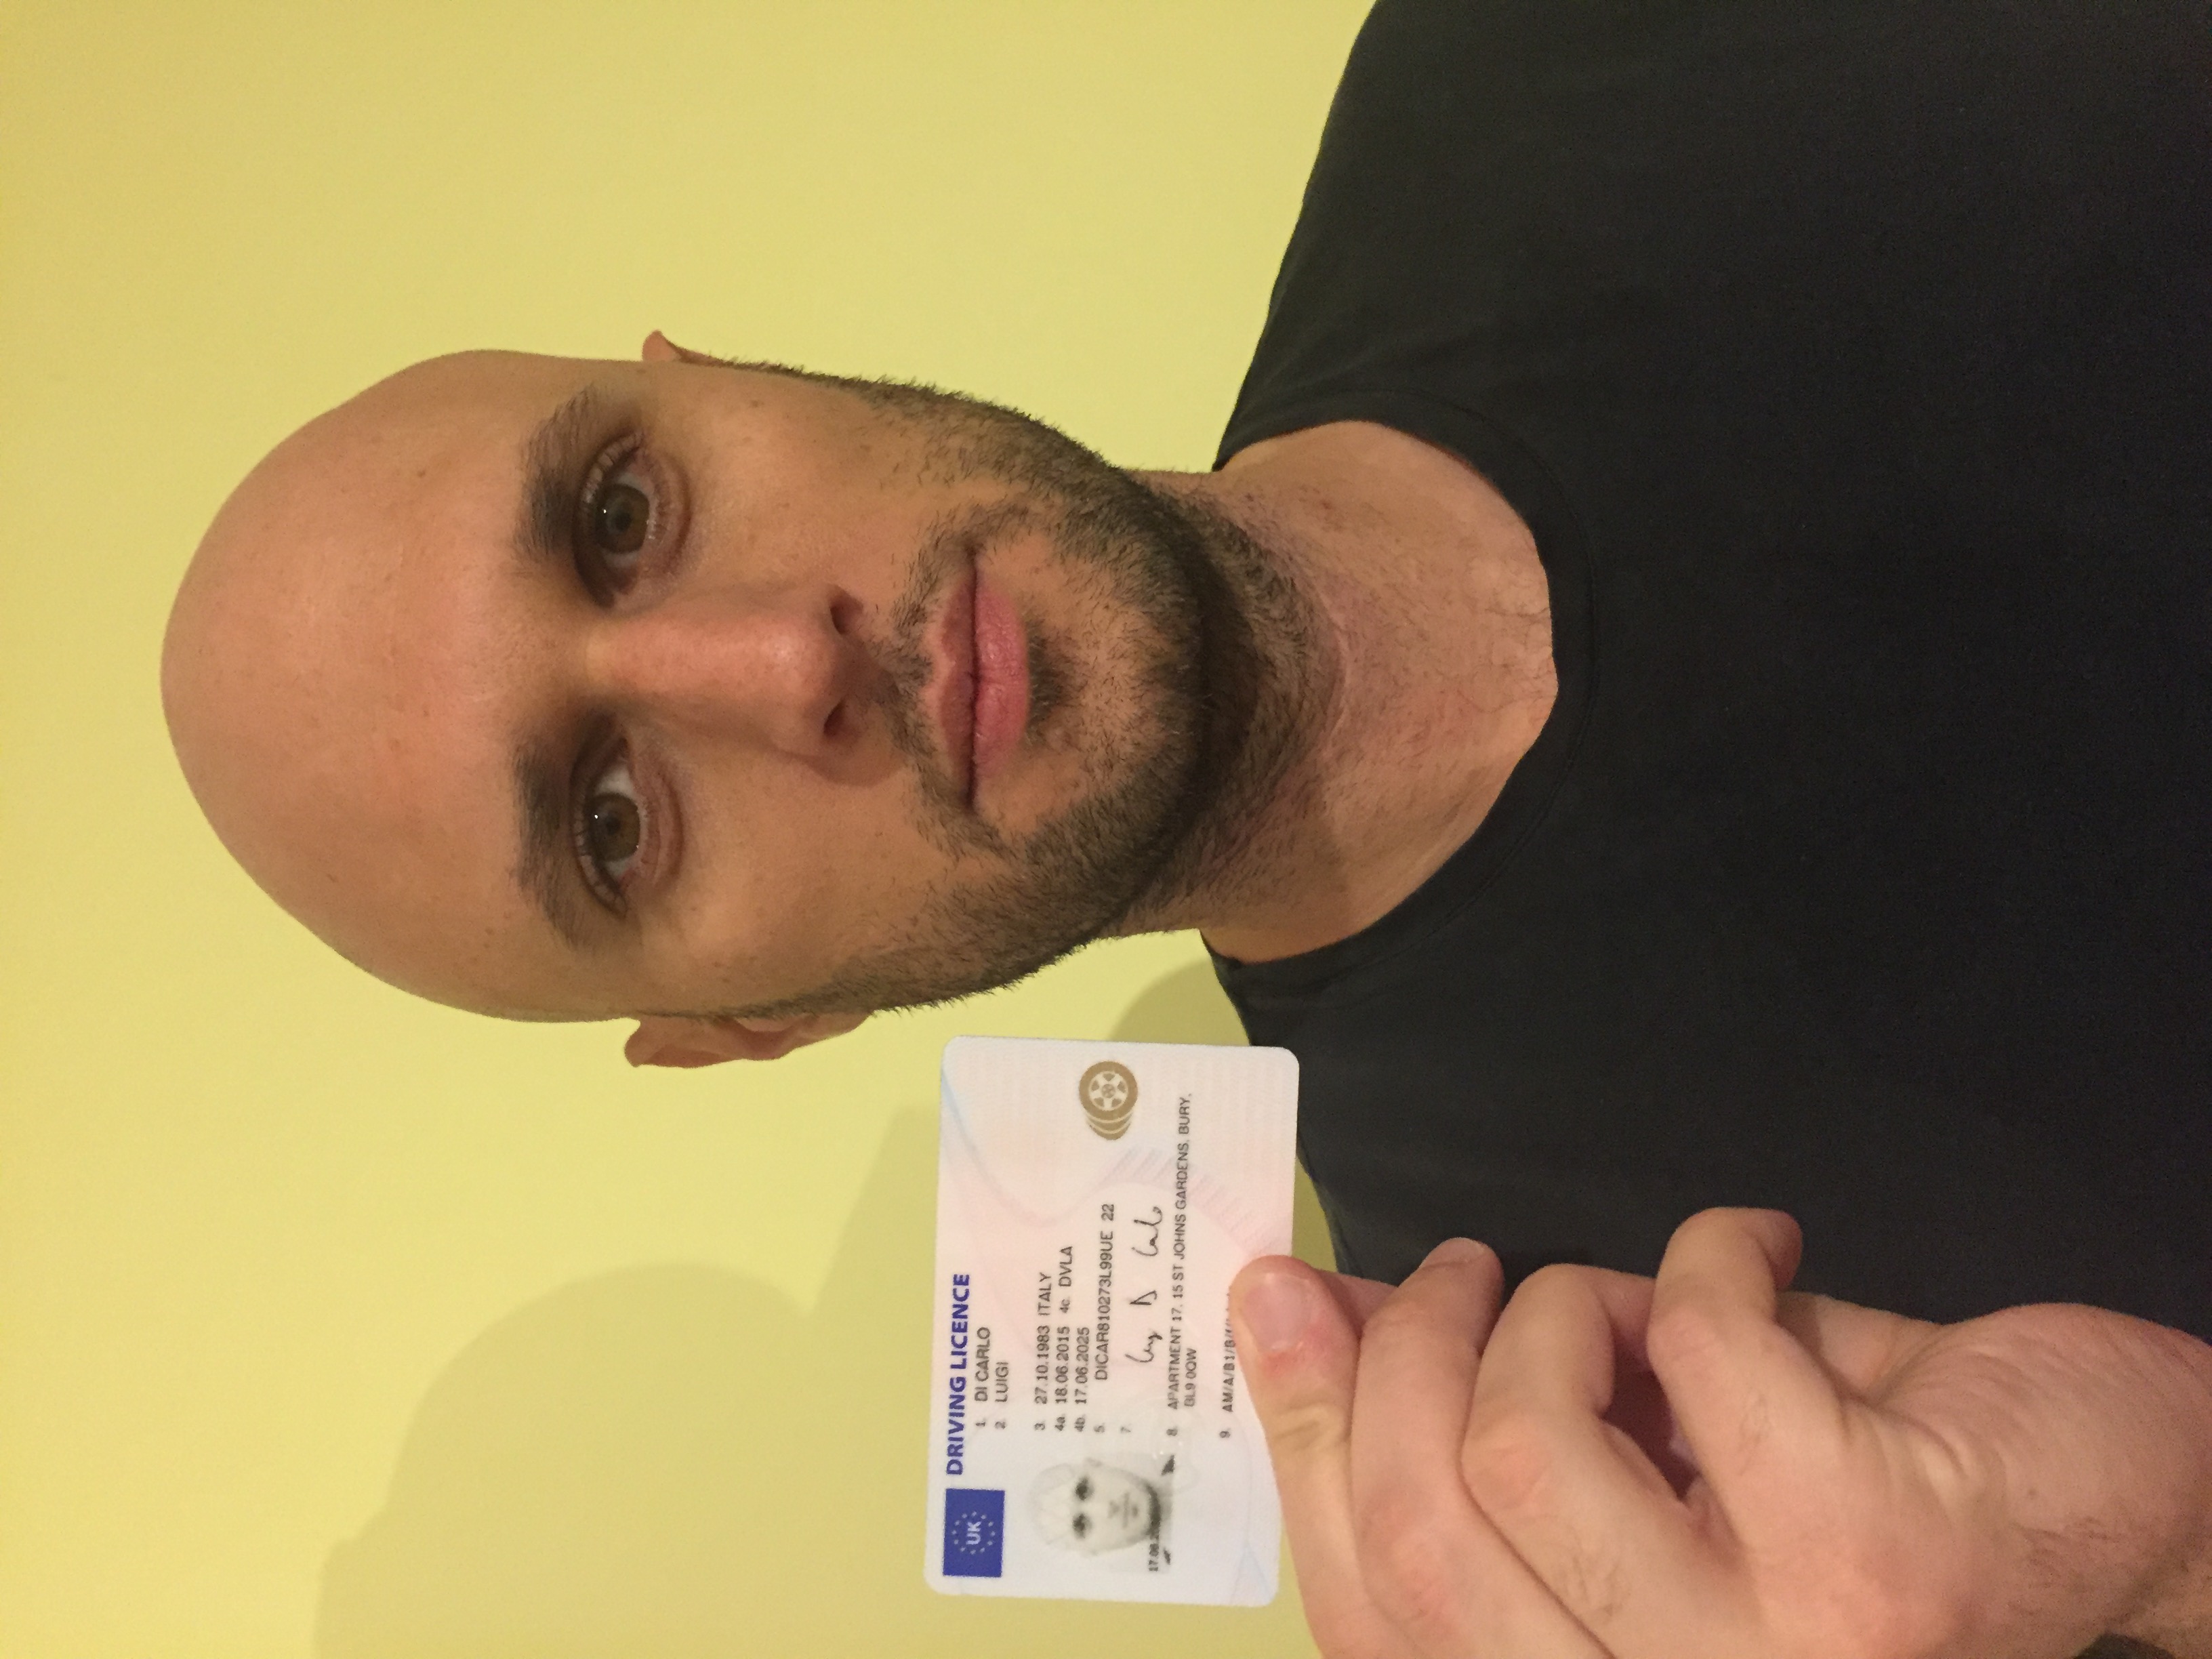 UK
DRIVING LICENCE
1. DI CARLO
2. LUIGI
3. 27.10.1983 ITALY
4a. 18.06.2015 4c. DVLA
4b. 17.06.2025
5. DICAR810273L99UE 22
7.
8. APARTMENT 17, 15 ST JOHNS GARDENS, BURY,
BL9 0QW
9. AM/A/B1/B/